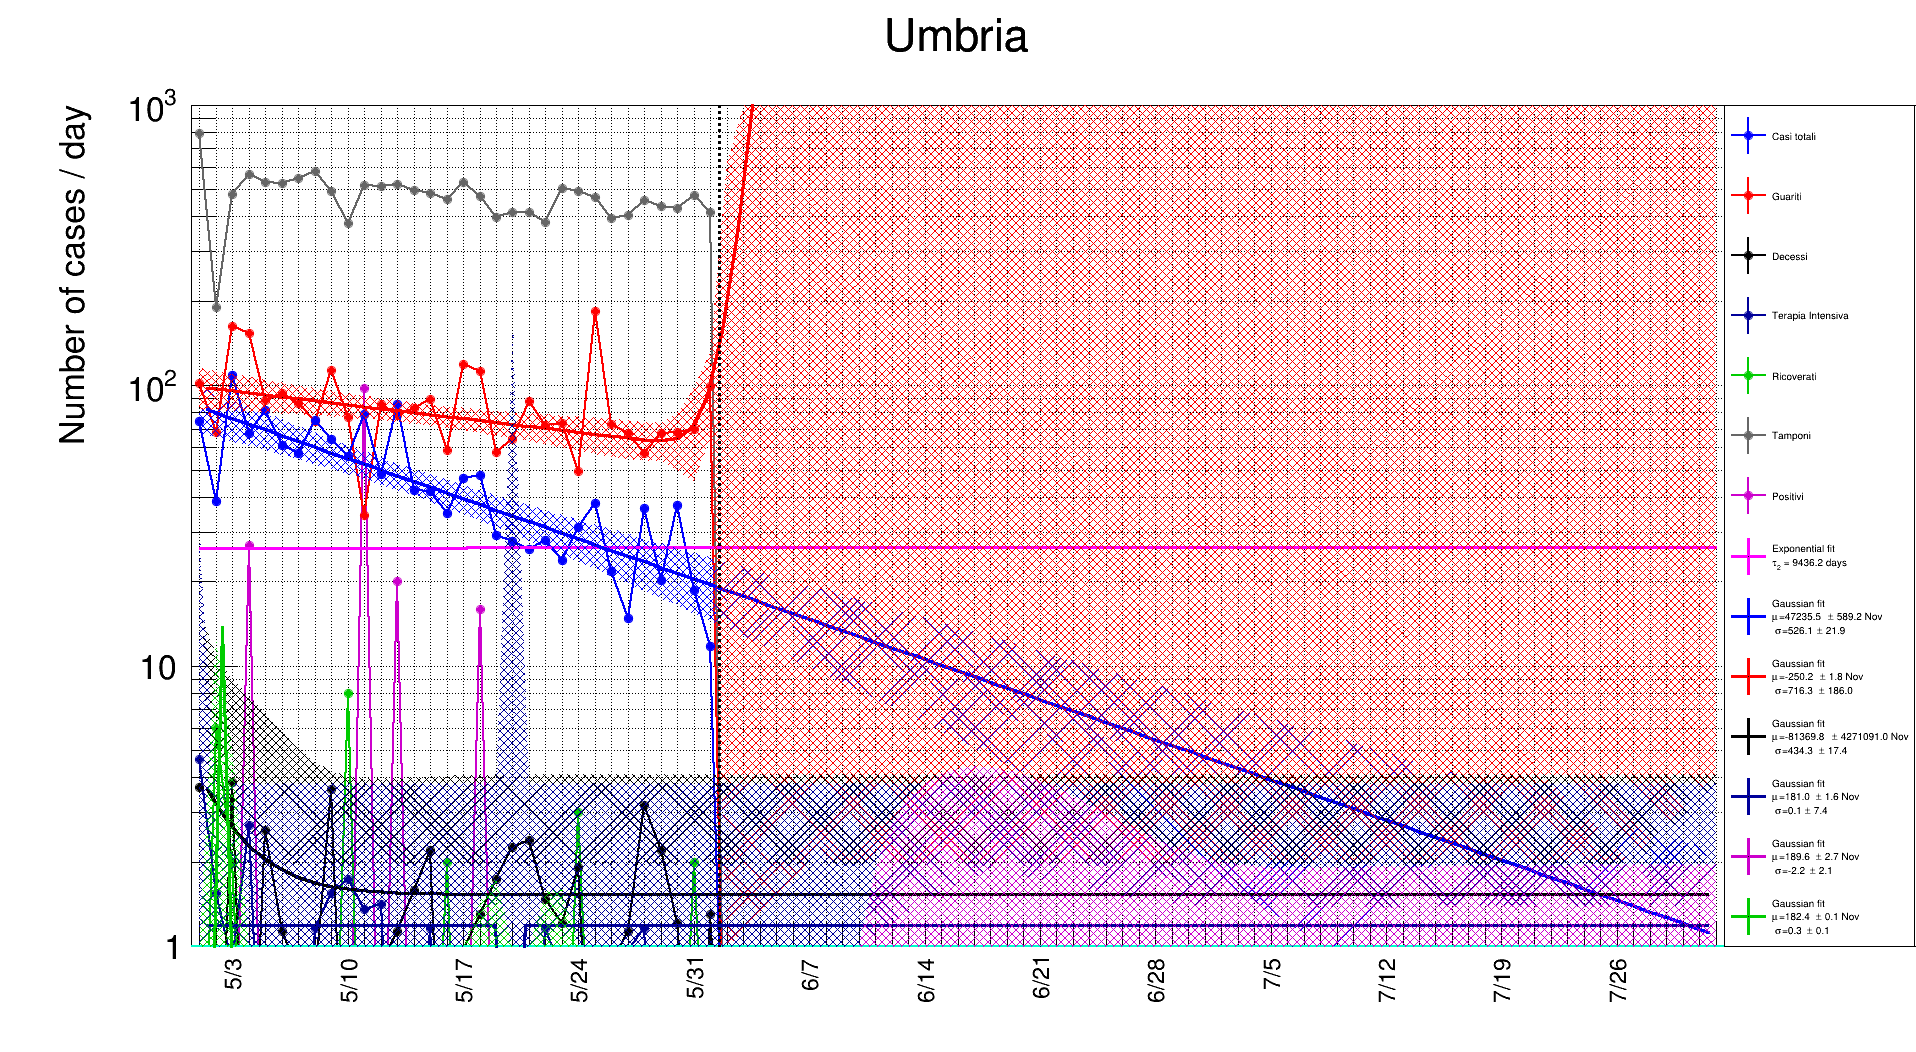 Umbria
Number of cases / day
10³
10²
10
1
5/3
5/10
5/17
5/24
5/31
6/7
6/14
6/21
6/28
7/5
7/12
7/19
7/26
Casi totali
Guariti
Decessi
Terapia Intensiva
Ricoverati
Tamponi
Positivi
Exponential fit
τ₂ = 9436.2 days
Gaussian fit
μ=47235.5 ± 589.2 Nov
σ=526.1 ± 21.9
Gaussian fit
μ=-250.2 ± 1.8 Nov
σ=716.3 ± 186.0
Gaussian fit
μ=-81369.8 ± 4271091.0 Nov
σ=434.3 ± 17.4
Gaussian fit
μ=181.0 ± 1.6 Nov
σ=0.1 ± 7.4
Gaussian fit
μ=189.6 ± 2.7 Nov
σ=-2.2 ± 2.1
Gaussian fit
μ=182.4 ± 0.1 Nov
σ=0.3 ± 0.1